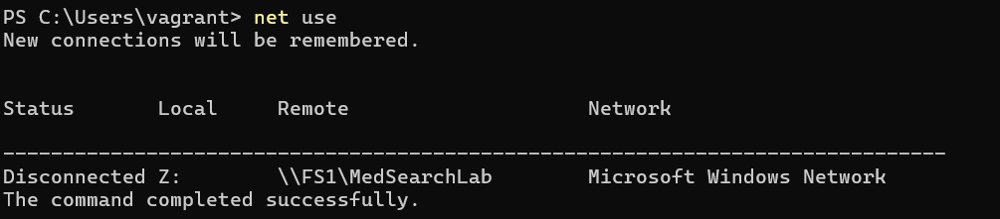 PS C:\Users\vagrant> net use
New connections will be remembered.
Status Local Remote Network
-------------------------------------------------------------------------------
Disconnected Z: \\FS1\MedSearchLab Microsoft Windows Network
The command completed successfully.